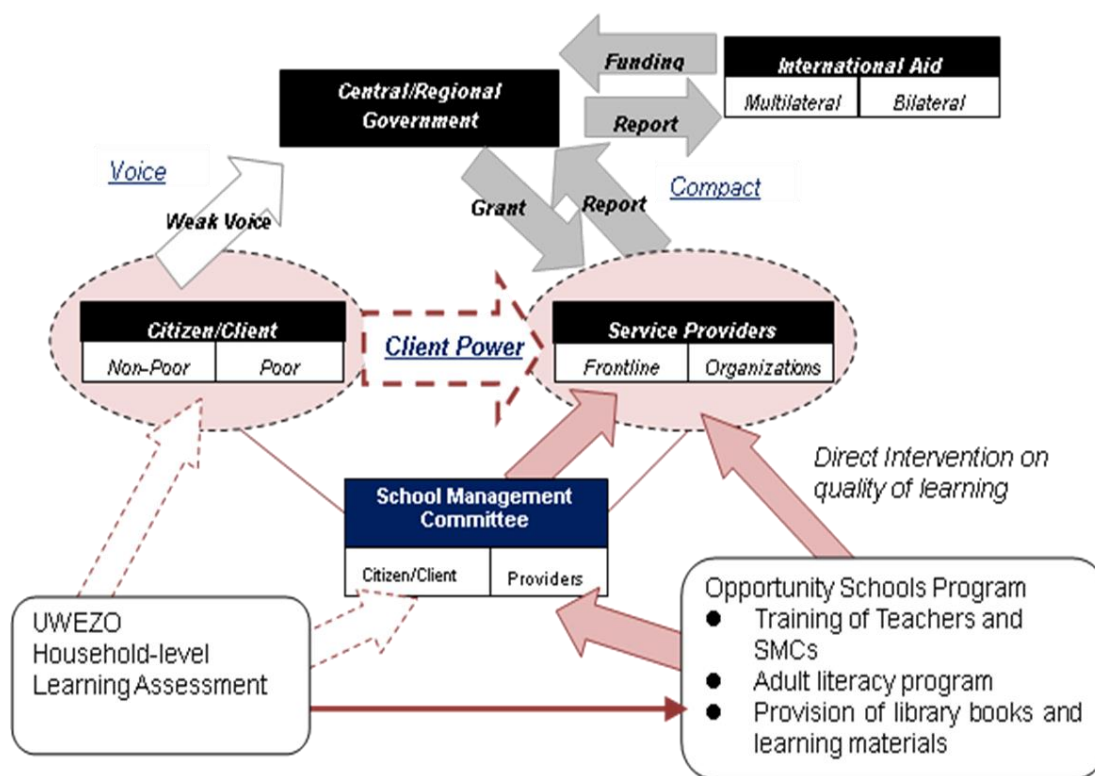 Funding
International Aid
Multilateral
Bilateral
Central/Regional
Government
Report
Voice
Weak Voice
Grant
Report
Compact
Citizen/Client
Non-Poor
Poor
Client Power
Service Providers
Frontline
Organizations
Direct Intervention on
quality of learning
School Management
Committee
Citizen/Client
Providers
UWEZO
Household-level
Learning Assessment
Opportunity Schools Program
● Training of Teachers and
SMCs
● Adult literacy program
● Provision of library books and
learning materials